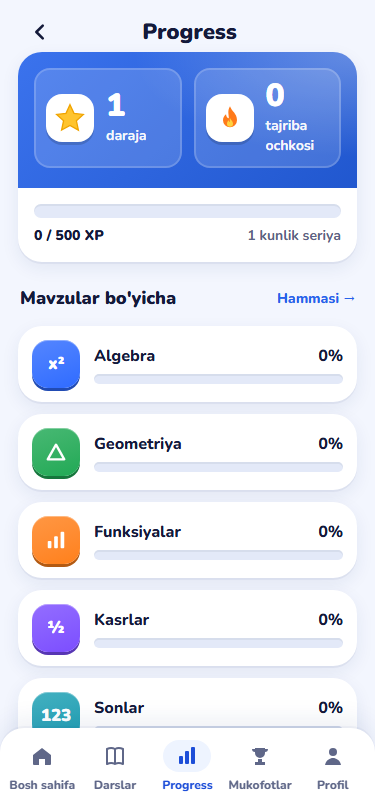 Progress
1
daraja
0
tajriba
ochkosi
0 / 500 XP
1 kunlik seriya
Mavzular bo'yicha
Hammasi →
x²
Algebra
0%
Geometriya
0%
Funksiyalar
0%
½
Kasrlar
0%
123
Sonlar
0%
Bosh sahifa
Darslar
Progress
Mukofotlar
Profil